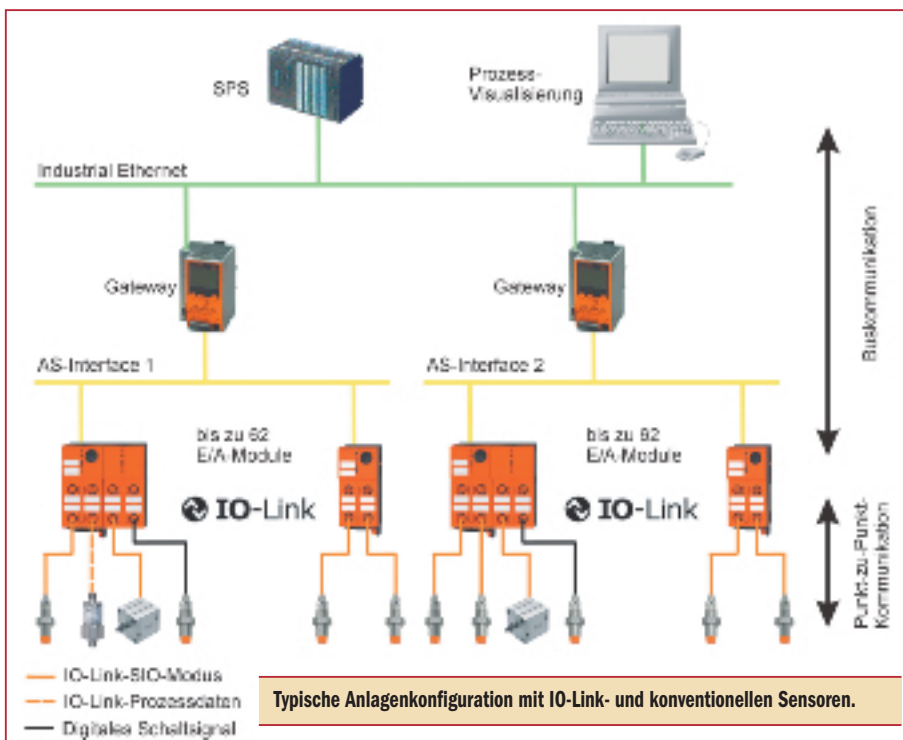 SPS
Prozess-
Visualisierung
Industrial Ethernet
Gateway
Gateway
Buskommunikation
AS-Interface 1
AS-Interface 2
bis zu 62
E/A-Module
bis zu 62
E/A-Module
IO-Link
IO-Link
Punkt-zu-Punkt-
Kommunikation
IO-Link-SIO-Modus
IO-Link-Prozessdaten
Digitales Schaltsignal
Typische Anlagenkonfiguration mit IO-Link- und konventionellen Sensoren.